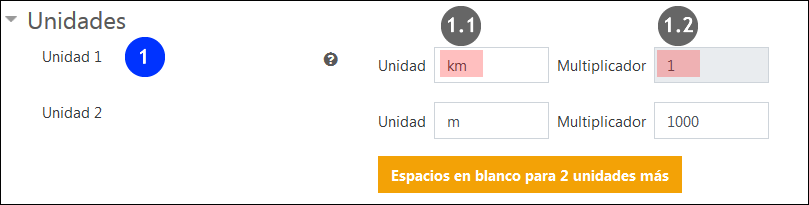 Unidades
1.1 1.2
Unidad 1 1 Unidad km Multiplicador 1
Unidad 2 Unidad m Multiplicador 1000
Espacios en blanco para 2 unidades más